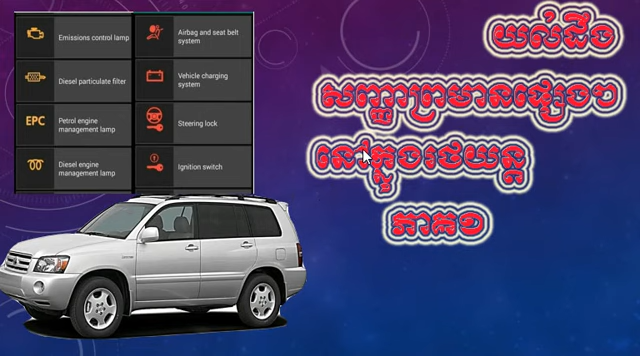 Emissions control lamp
Airbag and seat belt
system
Diesel particulate filter
Vehicle charging
system
EPC
Petrol engine
management lamp
Steering lock
Diesel engine
management lamp
Ignition switch
យល់ដឹង
សញ្ញាព្រមានផ្សេងៗ
នៅក្នុងរថយន្ត
ភាគ១